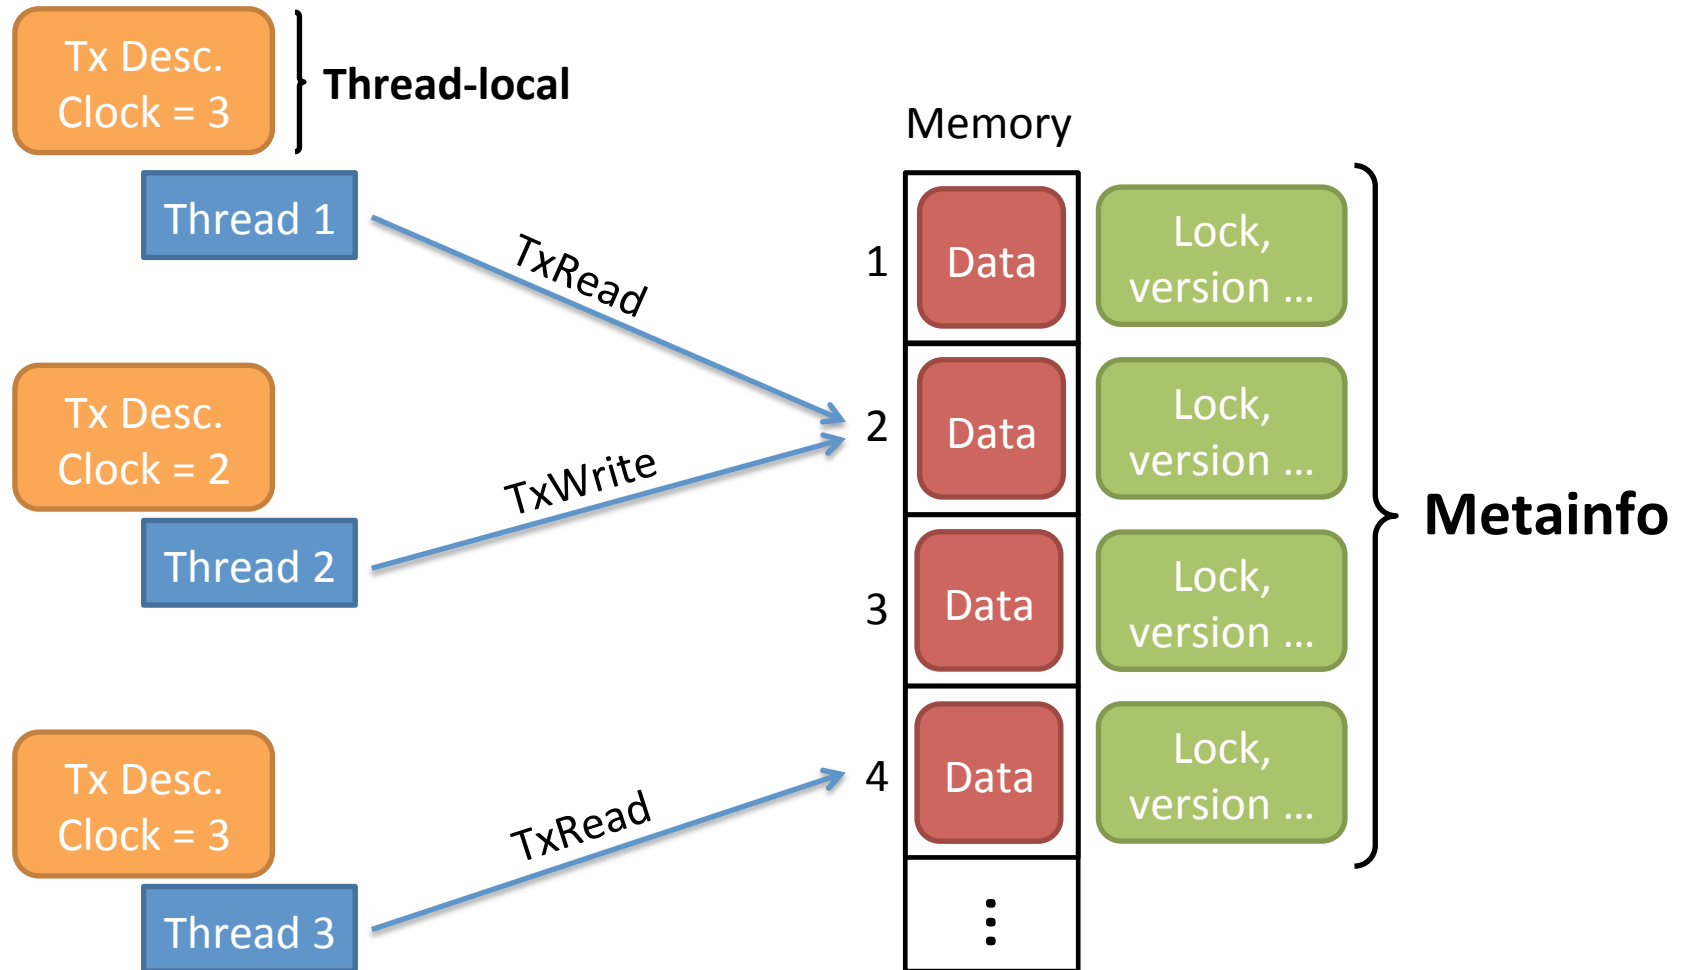 Tx Desc.
Clock = 3
Thread-local
Thread 1
TxRead
Tx Desc.
Clock = 2
Thread 2
TxWrite
Tx Desc.
Clock = 3
Thread 3
TxRead
Memory
1
Data
Lock,
version ...
2
Data
Lock,
version ...
3
Data
Lock,
version ...
4
Data
Lock,
version ...
⋮
Metainfo